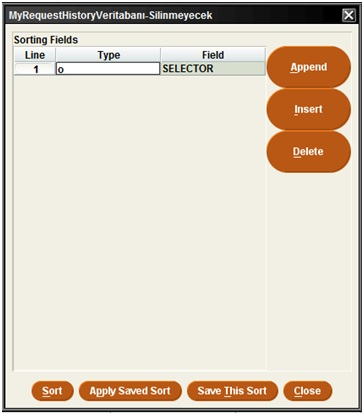 MyRequestHistoryVeritabanı-Silinmeyecek
Sorting Fields
Line Type Field
1 o SELECTOR
Append
Insert
Delete
Sort Apply Saved Sort Save This Sort Close